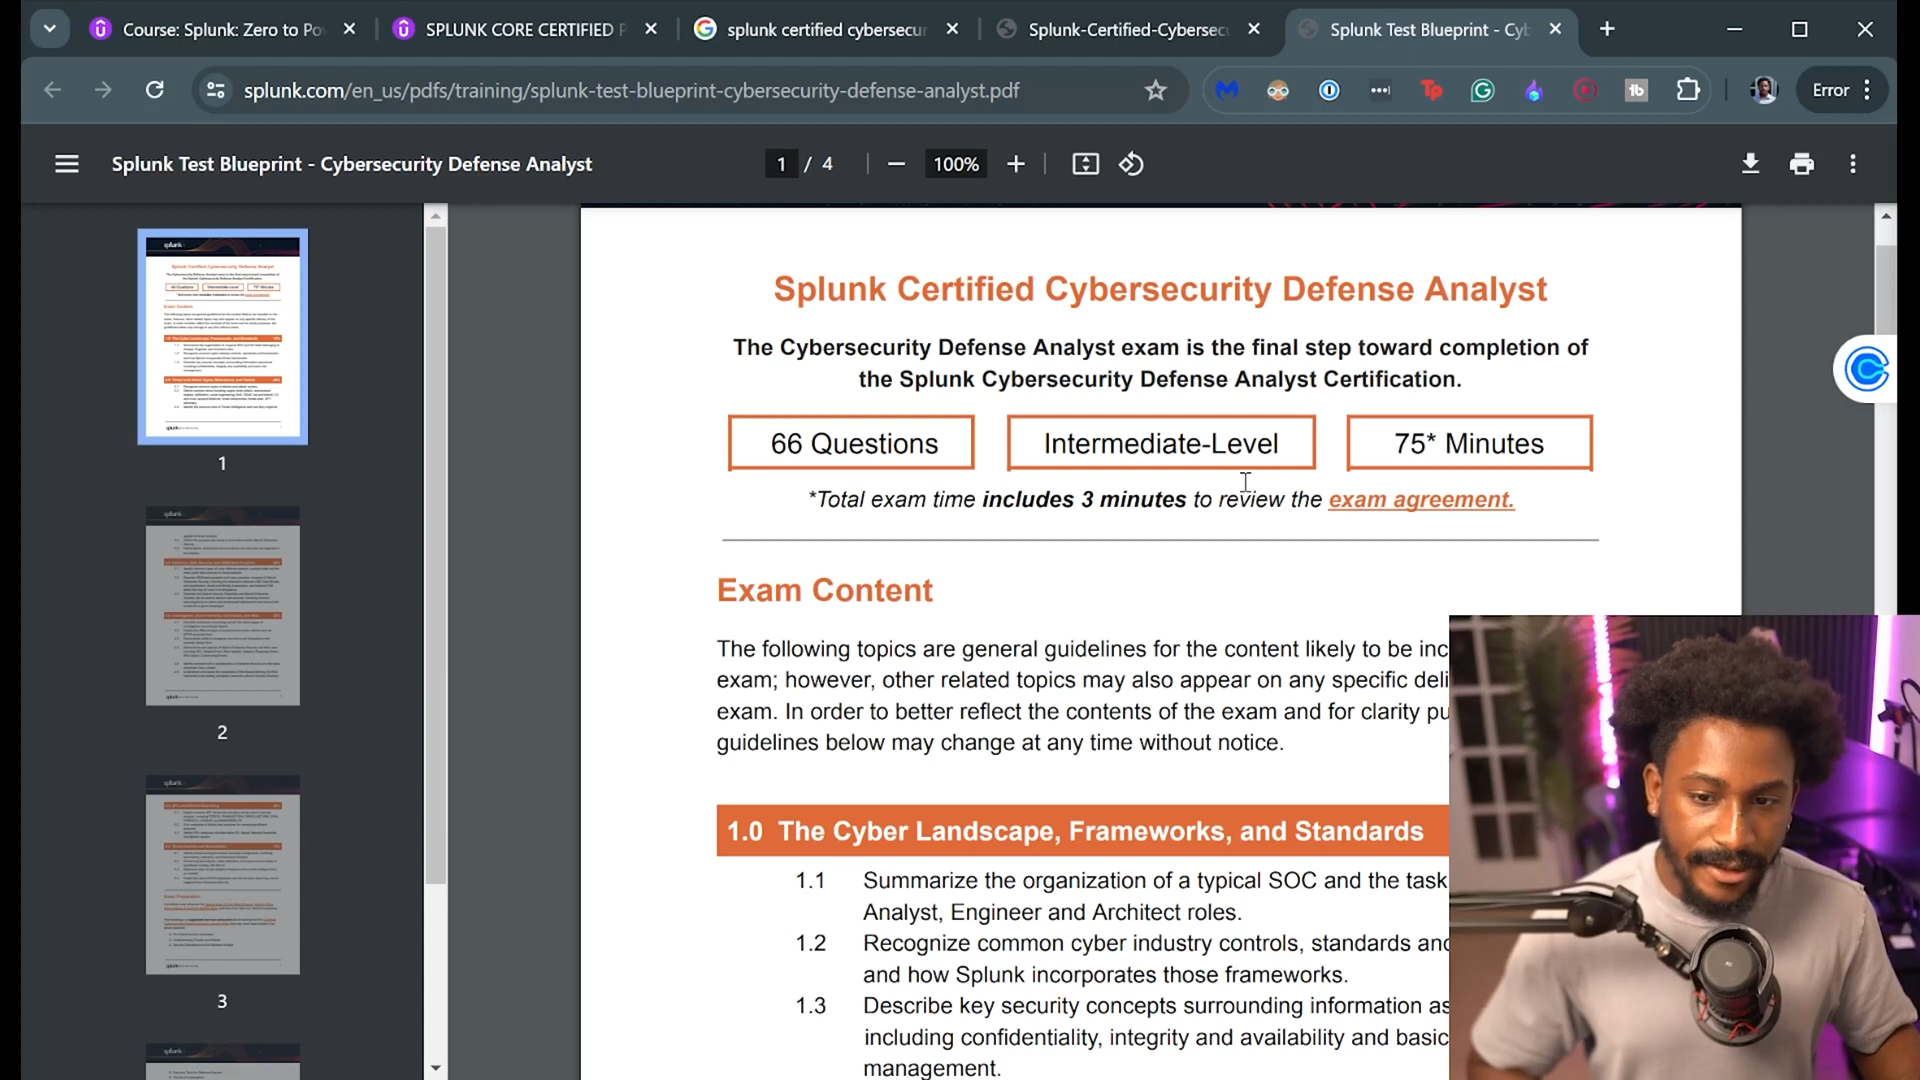 Course: Splunk: Zero to Po
SPLUNK CORE CERTIFIED P
splunk certified cybersecur
Splunk-Certified-Cybersec
Splunk Test Blueprint - Cyb
splunk.com/en_us/pdfs/training/splunk-test-blueprint-cybersecurity-defense-analyst.pdf
Error
Splunk Test Blueprint - Cybersecurity Defense Analyst
1 / 4
100%
Splunk Certified Cybersecurity Defense Analyst
The Cybersecurity Defense Analyst exam is the final step toward completion of
the Splunk Cybersecurity Defense Analyst Certification.
66 Questions
Intermediate-Level
75* Minutes
*Total exam time includes 3 minutes to review the exam agreement.
Exam Content
The following topics are general guidelines for the content likely to be inc
exam; however, other related topics may also appear on any specific deli
exam. In order to better reflect the contents of the exam and for clarity pu
guidelines below may change at any time without notice.
1.0 The Cyber Landscape, Frameworks, and Standards
1.1 Summarize the organization of a typical SOC and the task
Analyst, Engineer and Architect roles.
1.2 Recognize common cyber industry controls, standards and
and how Splunk incorporates those frameworks.
1.3 Describe key security concepts surrounding information as
including confidentiality, integrity and availability and basic
management.
1
2
3